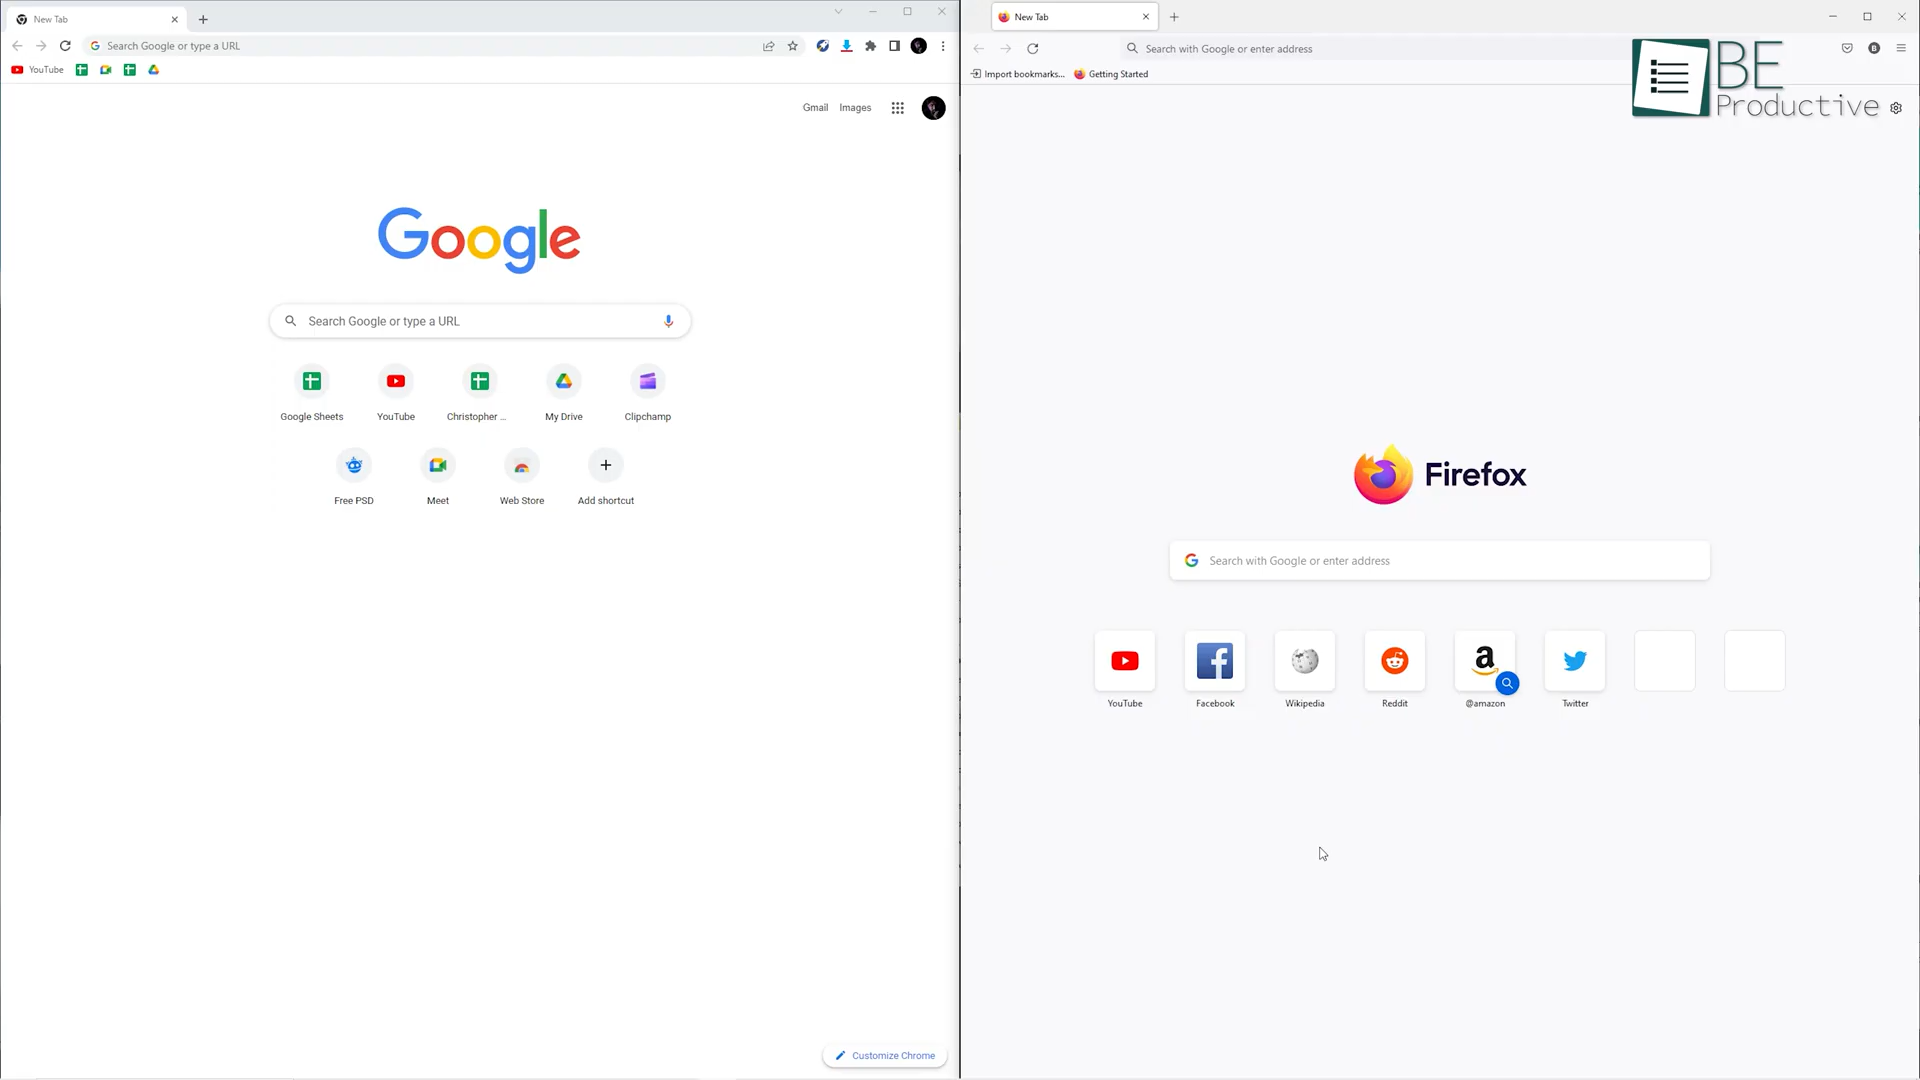 New Tab
Search Google or type a URL
YouTube
Gmail
Images
Google
Search Google or type a URL
Google Sheets
YouTube
Christopher ...
My Drive
Clipchamp
Free PSD
Meet
Web Store
Add shortcut
Customize Chrome
New Tab
Search with Google or enter address
B
Import bookmarks...
Getting Started
BE
Productive
Firefox
Search with Google or enter address
YouTube
Facebook
Wikipedia
Reddit
@amazon
Twitter